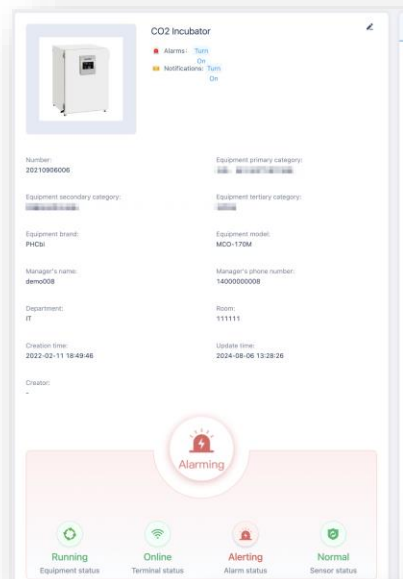 CO2 Incubator
Alarms: Turn
On
Notifications: Turn
On
Number: Equipment primary category:
20210906006
Equipment secondary category: Equipment tertiary category:
Equipment brand: Equipment model:
PHCbi MCO-170M
Manager's name: Manager's phone number:
demo008 14000000008
Department: Room:
IT 111111
Creation time: Update time:
2022-02-11 18:49:46 2024-08-06 13:28:26
Creator:
-
Alarming
Running Online Alerting Normal
Equipment status Terminal status Alarm status Sensor status